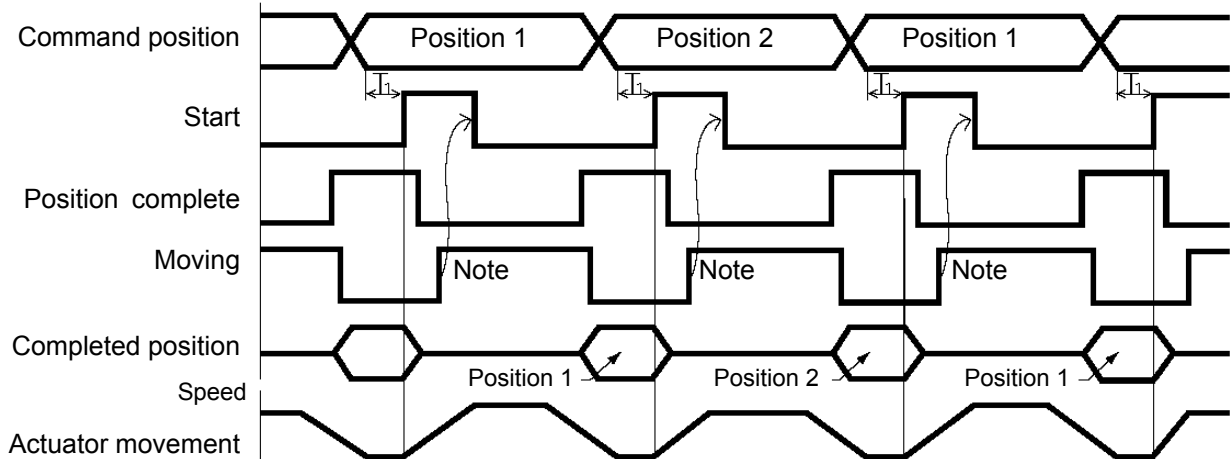 Command position
Position 1 Position 2 Position 1
T₁ T₁ T₁ T₁
Start
Position complete
Moving
Note Note Note
Completed position
Position 1 Position 2 Position 1
Speed
Actuator movement